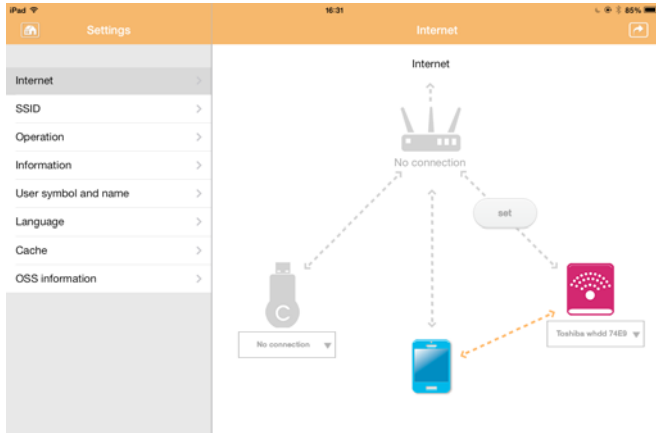 iPad 16:31 85%
Settings
Internet
Internet
SSID
Operation
Information
User symbol and name
Language
Cache
OSS information
Internet
No connection
set
C
No connection
Toshiba whdd 74E9